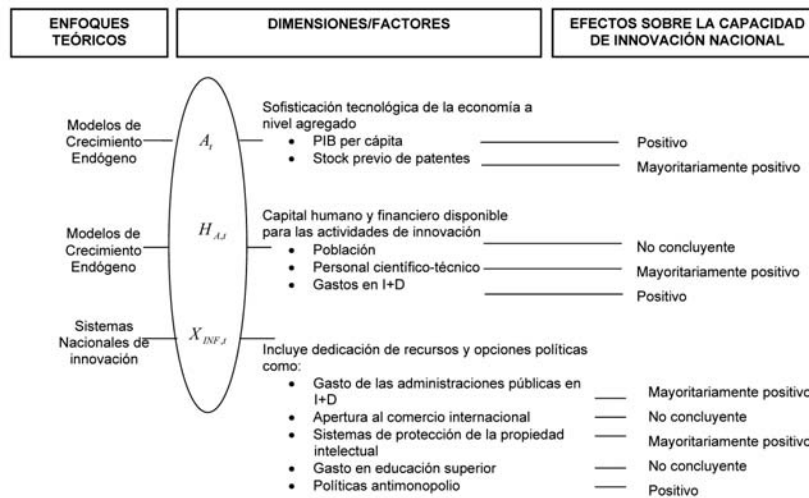 ENFOQUES
TEÓRICOS
DIMENSIONES/FACTORES
EFECTOS SOBRE LA CAPACIDAD
DE INNOVACIÓN NACIONAL
Modelos de
Crecimiento
Endógeno
A_t
Sofisticación tecnológica de la economía a
nivel agregado
• PIB per cápita
• Stock previo de patentes
Positivo
Mayoritariamente positivo
Modelos de
Crecimiento
Endógeno
H_{A,t}
Capital humano y financiero disponible
para las actividades de innovación
• Población
• Personal científico-técnico
• Gastos en I+D
No concluyente
Mayoritariamente positivo
Positivo
Sistemas
Nacionales de
innovación
X_{INF,t}
Incluye dedicación de recursos y opciones políticas
como:
• Gasto de las administraciones públicas en
I+D
• Apertura al comercio internacional
• Sistemas de protección de la propiedad
intelectual
• Gasto en educación superior
• Políticas antimonopolio
Mayoritariamente positivo
No concluyente
Mayoritariamente positivo
No concluyente
Positivo